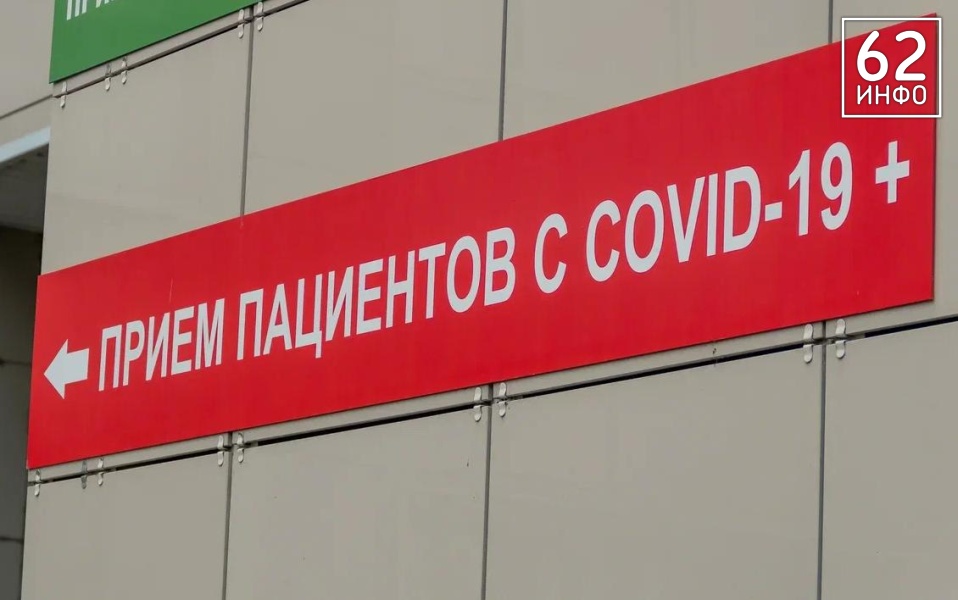 62
ИНФО
ПРИЕМ ПАЦИЕНТОВ С COVID-19 +